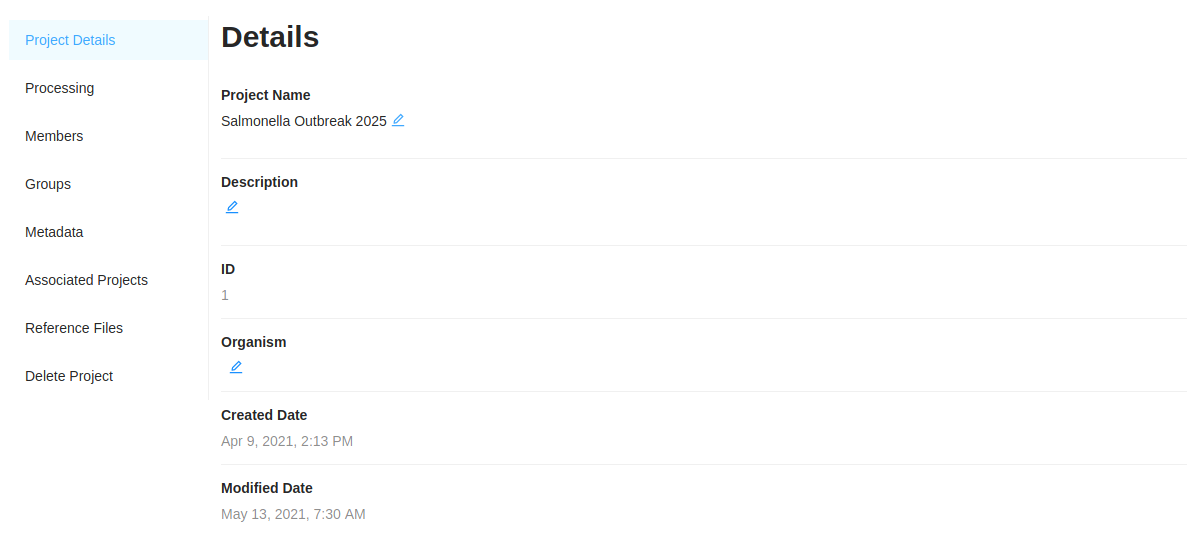 Project Details
Processing
Members
Groups
Metadata
Associated Projects
Reference Files
Delete Project
Details
Project Name
Salmonella Outbreak 2025
Description
ID
1
Organism
Created Date
Apr 9, 2021, 2:13 PM
Modified Date
May 13, 2021, 7:30 AM